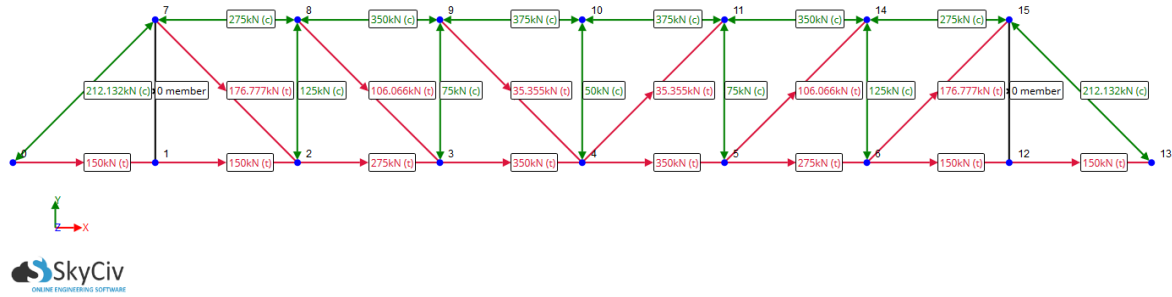 7 8 9 10 11 14 15
275kN (c) 350kN (c) 375kN (c) 375kN (c) 350kN (c) 275kN (c)
212.132kN (c) 0 member 176.777kN (t) 125kN (c) 106.066kN (t) 75kN (c) 35.355kN (t) 50kN (c) 35.355kN (t) 75kN (c) 106.066kN (t) 125kN (c) 176.777kN (t) 0 member 212.132kN (c)
0 1 2 3 4 5 6 12 13
150kN (t) 150kN (t) 275kN (t) 350kN (t) 350kN (t) 275kN (t) 150kN (t) 150kN (t)
Y
Z X
SkyCiv
ONLINE ENGINEERING SOFTWARE